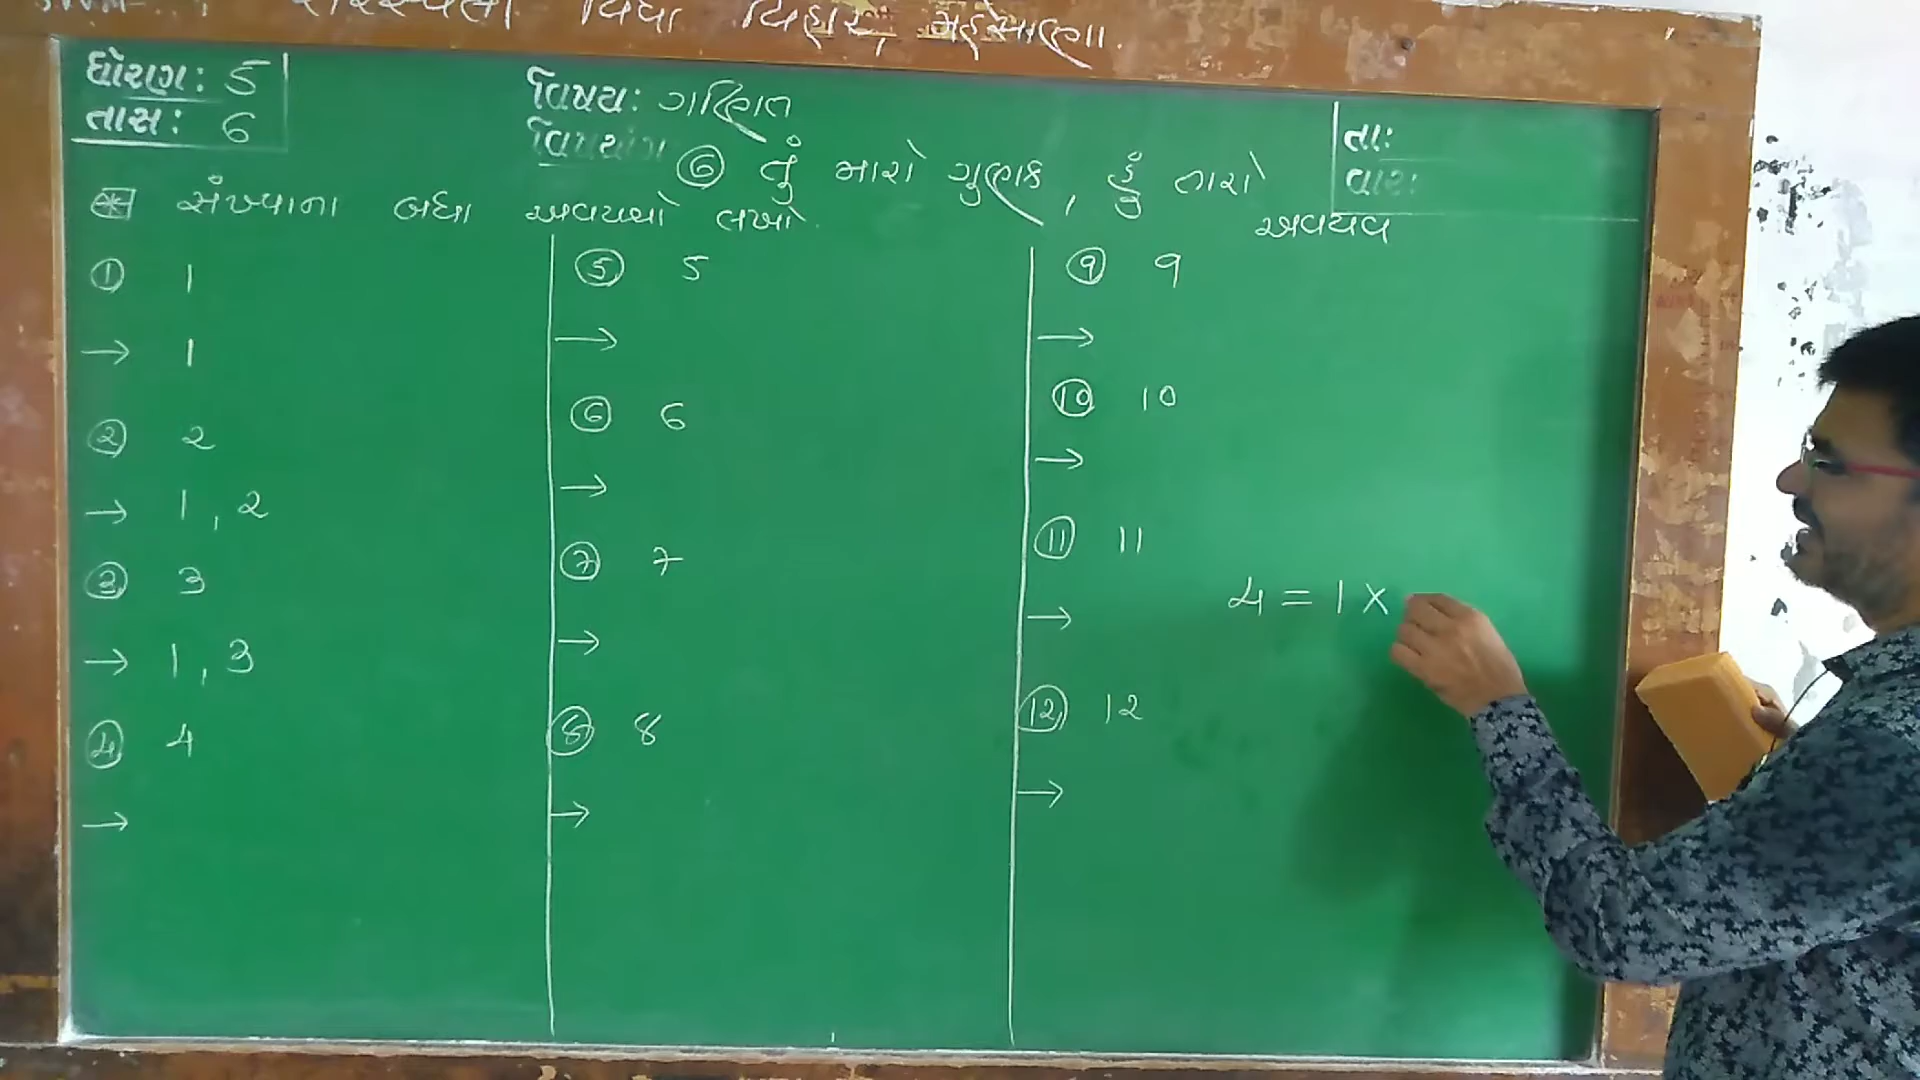 વિદ્યા વિહાર, મહેસાણા.
ધોરણ: 5
તાસ: 6
વિષય: ગણિત
વિષયાંગ
⑥ તું મારો ગુણાક, હું તારો
અવયવ
તા:
વાર:
* સંખ્યાના બધા અવયવો લખો.
① 1
→ 1
② 2
→ 1, 2
③ 3
→ 1, 3
④ 4
→
⑤ 5
→
⑥ 6
→
⑦ 7
→
⑧ 8
→
⑨ 9
→
⑩ 10
→
⑪ 11
→
4 = 1 ×
⑫ 12
→